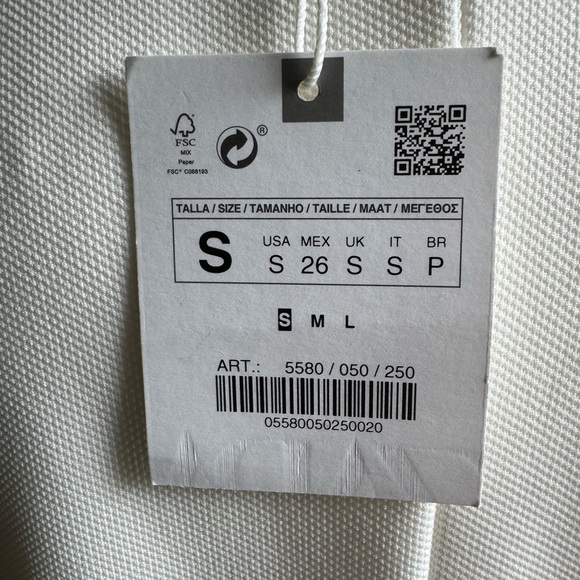 FSC
MIX
Paper
FSC® C088193
®
TALLA / SIZE / TAMANHO / TAILLE / MAAT / ΜΕΓΕΘΟΣ
S
USA MEX UK IT BR
S 26 S S P
S M L
ART.: 5580 / 050 / 250
05580050250020